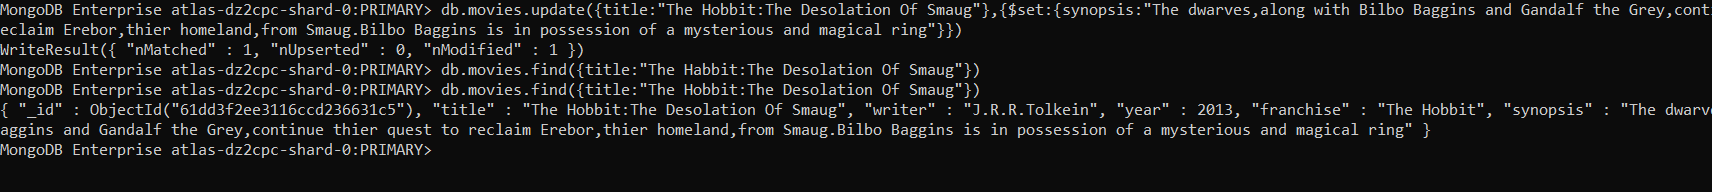 MongoDB Enterprise atlas-dz2cpc-shard-0:PRIMARY> db.movies.update({title:"The Hobbit:The Desolation Of Smaug"},{$set:{synopsis:"The dwarves,along with Bilbo Baggins and Gandalf the Grey,conti
eclaim Erebor,thier homeland,from Smaug.Bilbo Baggins is in possession of a mysterious and magical ring"}})
WriteResult({ "nMatched" : 1, "nUpserted" : 0, "nModified" : 1 })
MongoDB Enterprise atlas-dz2cpc-shard-0:PRIMARY> db.movies.find({title:"The Habbit:The Desolation Of Smaug"})
MongoDB Enterprise atlas-dz2cpc-shard-0:PRIMARY> db.movies.find({title:"The Hobbit:The Desolation Of Smaug"})
{ "_id" : ObjectId("61dd3f2ee3116ccd236631c5"), "title" : "The Hobbit:The Desolation Of Smaug", "writer" : "J.R.R.Tolkein", "year" : 2013, "franchise" : "The Hobbit", "synopsis" : "The dwarve
aggins and Gandalf the Grey,continue thier quest to reclaim Erebor,thier homeland,from Smaug.Bilbo Baggins is in possession of a mysterious and magical ring" }
MongoDB Enterprise atlas-dz2cpc-shard-0:PRIMARY>